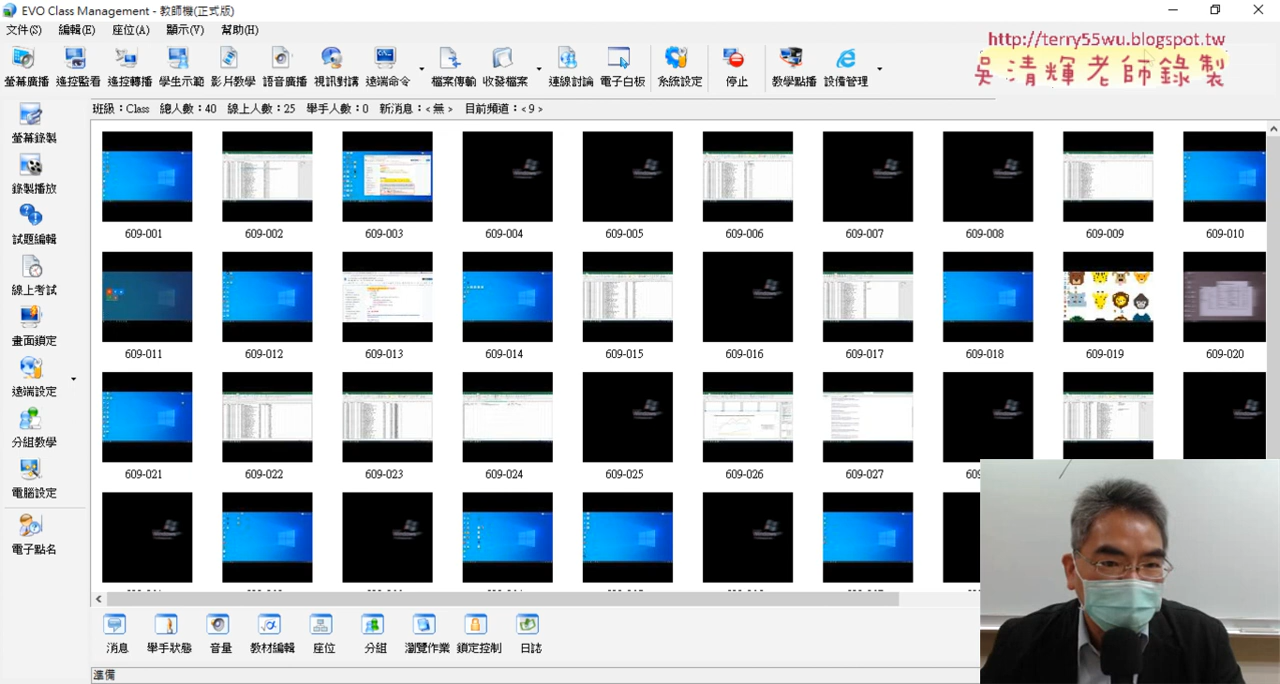 EVO Class Management - 教師機(正式版)
文件(S) 編輯(E) 座位(A) 顯示(V) 幫助(H)
http://terry55wu.blogspot.tw
吳清輝老師錄製
螢幕廣播 遙控監看 遙控轉播 學生示範 影片教學 語音廣播 視訊對講 遠端命令 檔案傳輸 收發檔案 連線討論 電子白板 系統設定 停止 教學點播 設備管理
班級：Class 總人數：40 線上人數：25 舉手人數：0 新消息：< 無 > 目前頻道：< 9 >
螢幕錄製
錄製播放
試題編輯
線上考試
畫面鎖定
遠端設定
分組教學
電腦設定
電子點名
609-001 609-002 609-003 609-004 609-005 609-006 609-007 609-008 609-009 609-010
609-011 609-012 609-013 609-014 609-015 609-016 609-017 609-018 609-019 609-020
609-021 609-022 609-023 609-024 609-025 609-026 609-027
消息 舉手狀態 音量 教材編輯 座位 分組 瀏覽作業 鎖定控制 日誌
準備